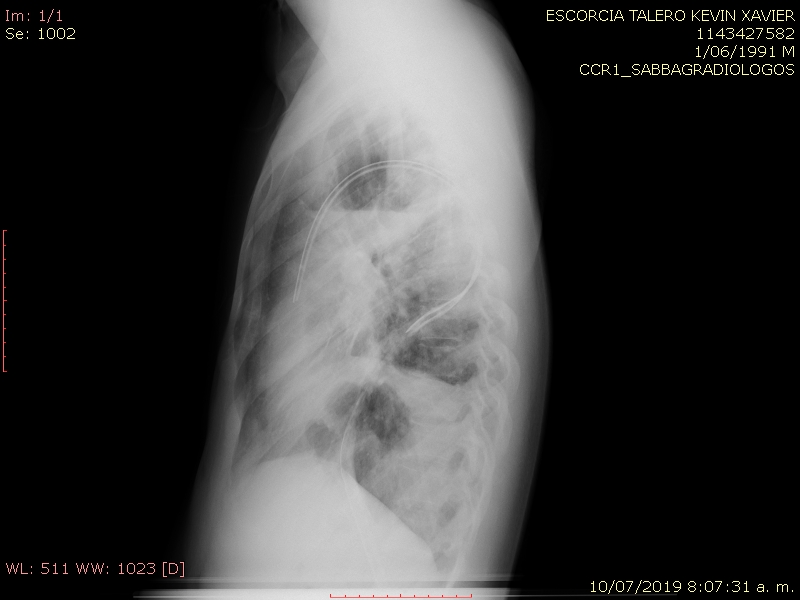 Im: 1/1
Se: 1002
ESCORCIA TALERO KEVIN XAVIER
1143427582
1/06/1991 M
CCR1_SABBAGRADIOLOGOS
WL: 511 WW: 1023 [D]
10/07/2019 8:07:31 a. m.